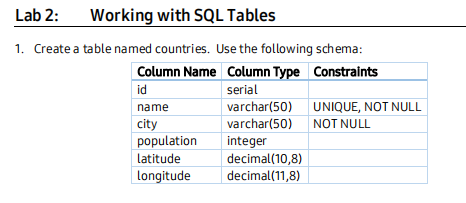 Lab 2: Working with SQL Tables
1. Create a table named countries. Use the following schema:
Column Name Column Type Constraints
id serial
name varchar(50) UNIQUE, NOT NULL
city varchar(50) NOT NULL
population integer
latitude decimal(10,8)
longitude decimal(11,8)